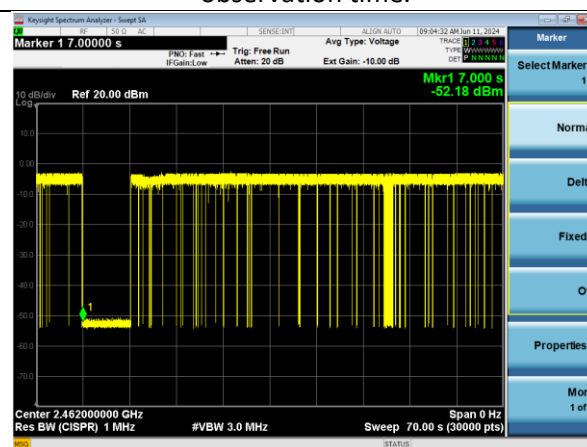 observation time.
Keysight Spectrum Analyzer - Swept SA
RF 50 Ω AC SENSE:INT ALIGN AUTO 09:04:32 AM Jun 11, 2024
Marker 1 7.00000 s
PNO: Fast
IFGain:Low
Trig: Free Run
Atten: 20 dB
Avg Type: Voltage
Ext Gain: -10.00 dB
TRACE 1 2 3 4 5 6
TYPE
DET P N N N N N
Mkr1 7.000 s
-52.18 dBm
10 dB/div Ref 20.00 dBm
Log
10.0
0.00
-10.0
-20.0
-30.0
-40.0
-50.0
-60.0
-70.0
1
Center 2.462000000 GHz Span 0 Hz
Res BW (CISPR) 1 MHz #VBW 3.0 MHz Sweep 70.00 s (30000 pts)
MSG STATUS
Marker
Select Marker
1
Norma
Delt
Fixed
O
Properties
Mor
1 of